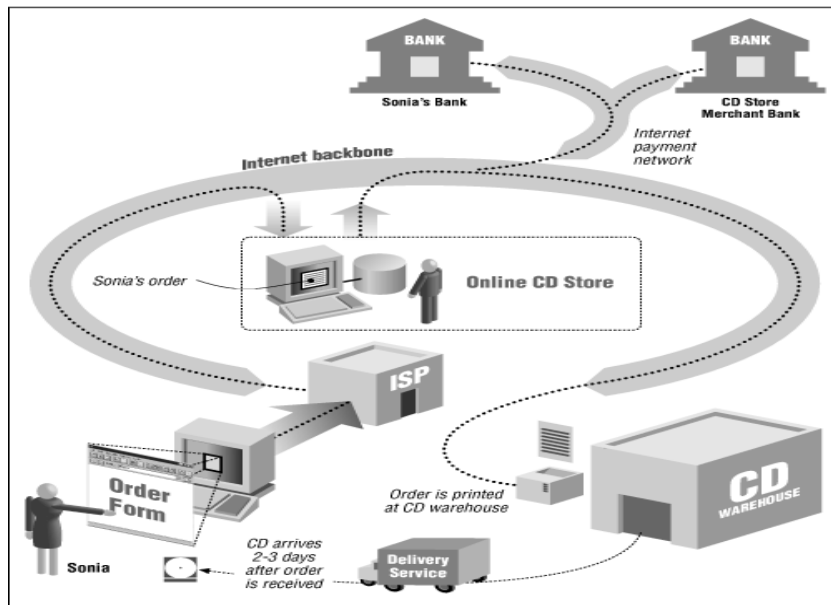 BANK
Sonia's Bank
BANK
CD Store
Merchant Bank
Internet
payment
network
Internet backbone
Sonia's order
Online CD Store
ISP
Order
Form
Sonia
Order is printed
at CD warehouse
CD
WAREHOUSE
CD arrives
2-3 days
after order
is received
Delivery
Service